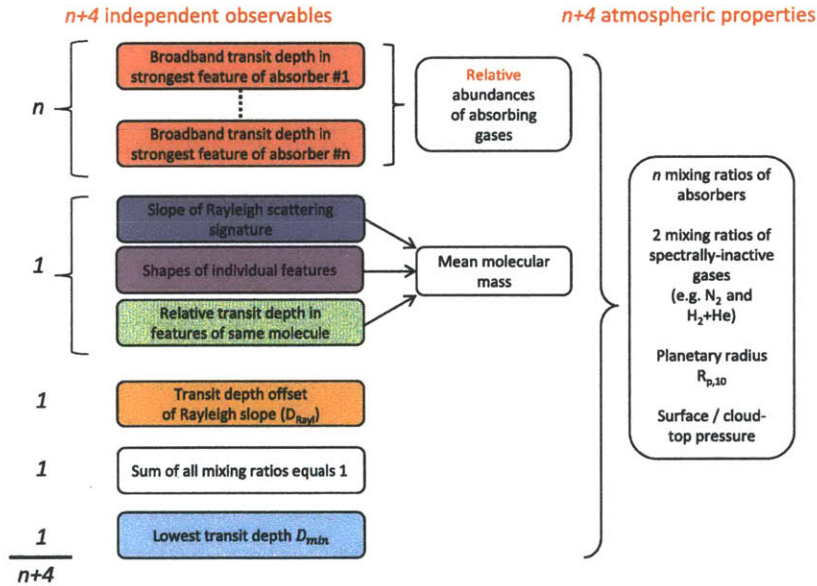 n+4 independent observables
n+4 atmospheric properties
n
Broadband transit depth in
strongest feature of absorber #1
Broadband transit depth in
strongest feature of absorber #n
Relative
abundances
of absorbing
gases
1
Slope of Rayleigh scattering
signature
Shapes of individual features
Relative transit depth in
features of same molecule
Mean molecular
mass
1
Transit depth offset
of Rayleigh slope (D_Rayl)
1
Sum of all mixing ratios equals 1
1
Lowest transit depth D_min
n+4
n mixing ratios of
absorbers
2 mixing ratios of
spectrally-inactive
gases
(e.g. N₂ and
H₂+He)
Planetary radius
R_p,10
Surface / cloud-
top pressure